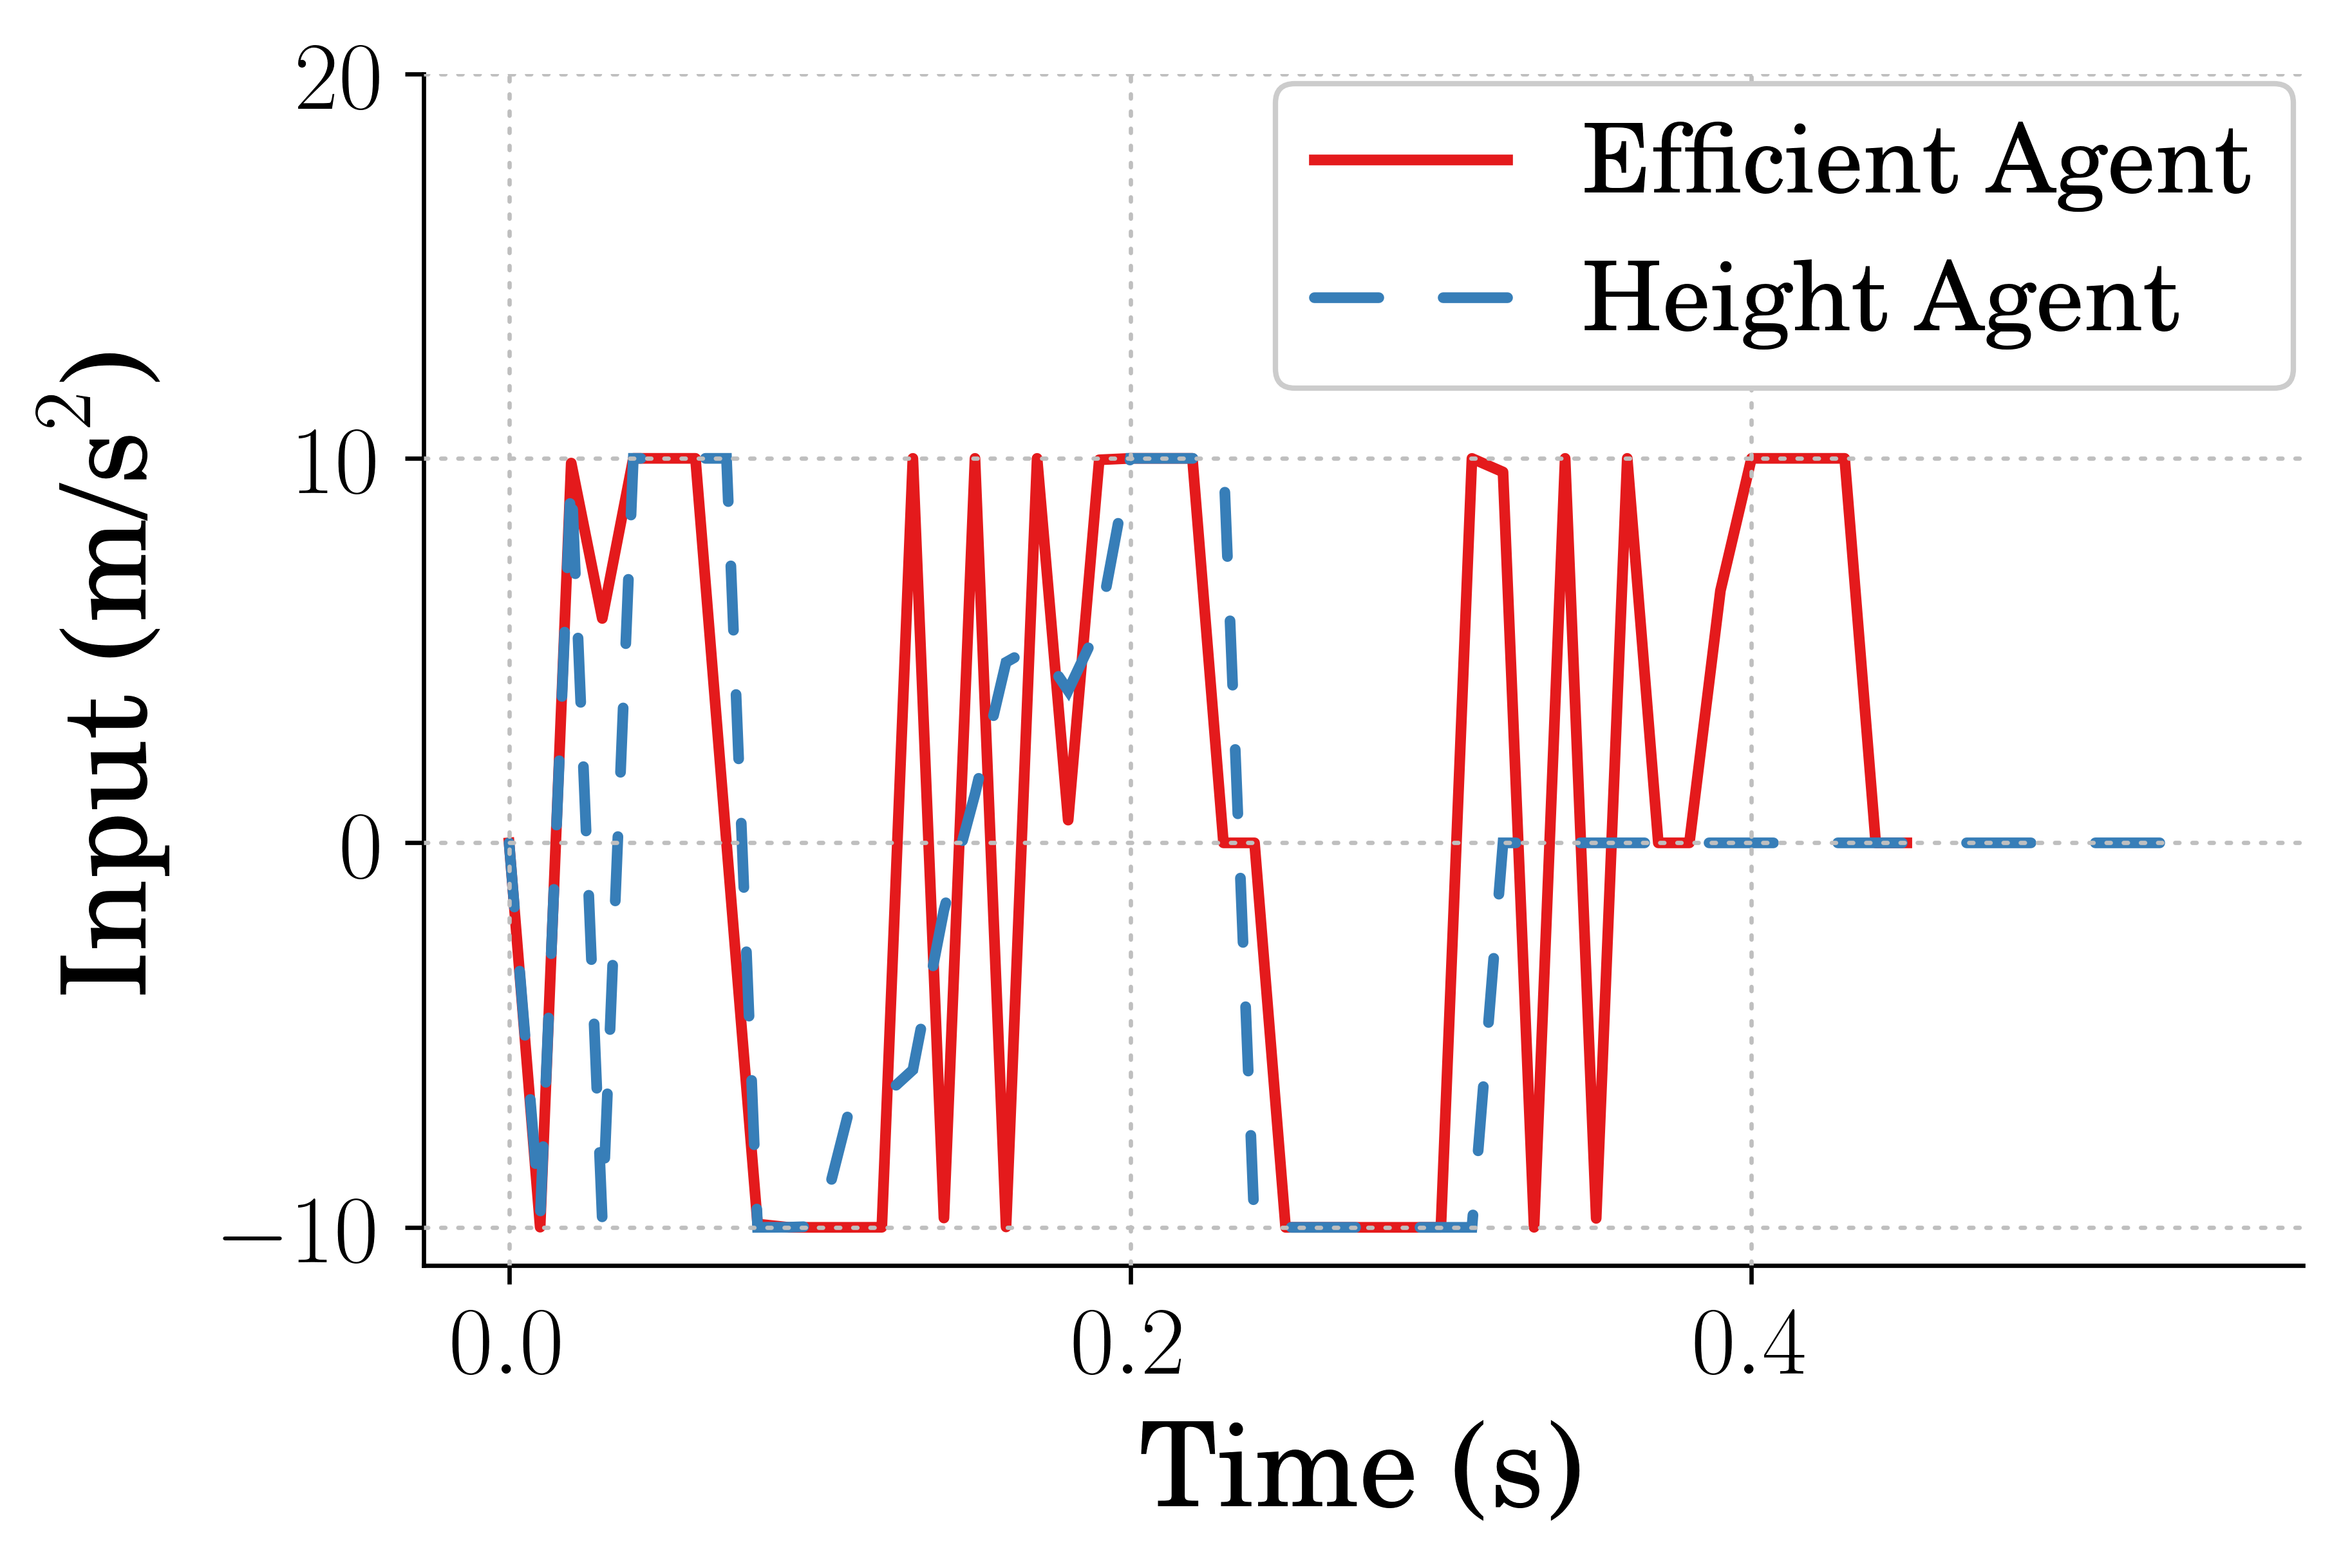 20
10
0
−10
Input (m/s²)
Efficient Agent
Height Agent
0.0 0.2 0.4
Time (s)